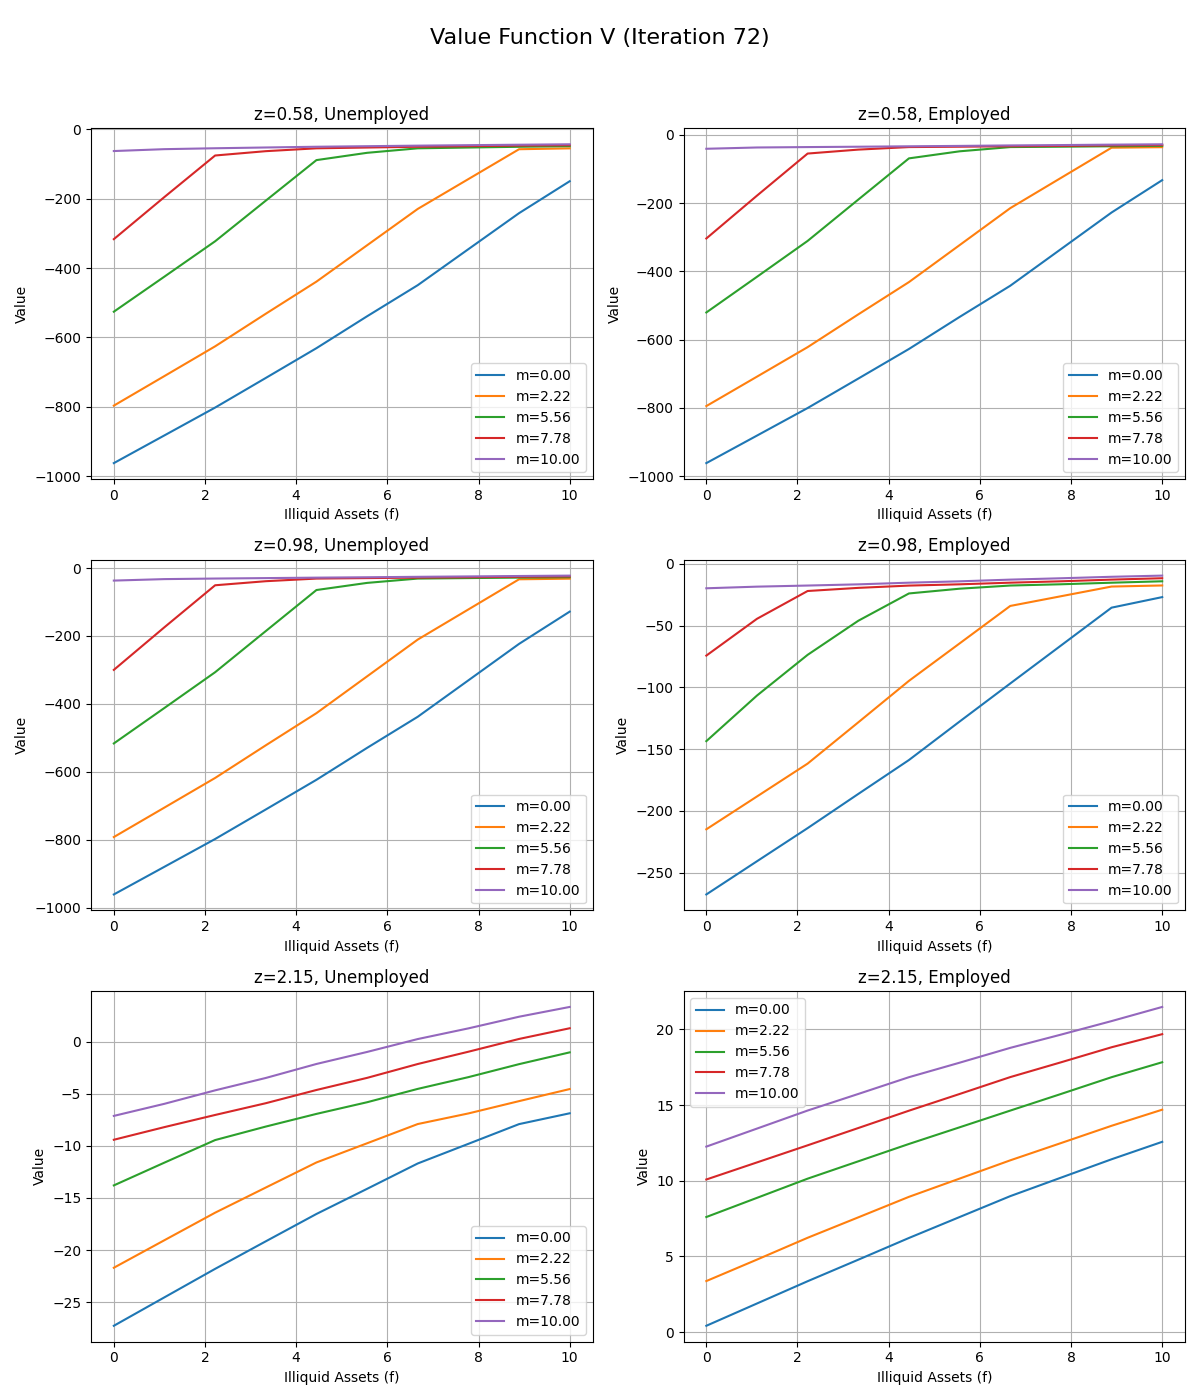 Value Function V (Iteration 72)
z=0.58, Unemployed
0
−200
−400
−600
−800
−1000
Value
0 2 4 6 8 10
Illiquid Assets (f)
m=0.00
m=2.22
m=5.56
m=7.78
m=10.00
z=0.58, Employed
0
−200
−400
−600
−800
−1000
Value
0 2 4 6 8 10
Illiquid Assets (f)
m=0.00
m=2.22
m=5.56
m=7.78
m=10.00
z=0.98, Unemployed
0
−200
−400
−600
−800
−1000
Value
0 2 4 6 8 10
Illiquid Assets (f)
m=0.00
m=2.22
m=5.56
m=7.78
m=10.00
z=0.98, Employed
0
−50
−100
−150
−200
−250
Value
0 2 4 6 8 10
Illiquid Assets (f)
m=0.00
m=2.22
m=5.56
m=7.78
m=10.00
z=2.15, Unemployed
0
−5
−10
−15
−20
−25
Value
0 2 4 6 8 10
Illiquid Assets (f)
m=0.00
m=2.22
m=5.56
m=7.78
m=10.00
z=2.15, Employed
20
15
10
5
0
Value
0 2 4 6 8 10
Illiquid Assets (f)
m=0.00
m=2.22
m=5.56
m=7.78
m=10.00